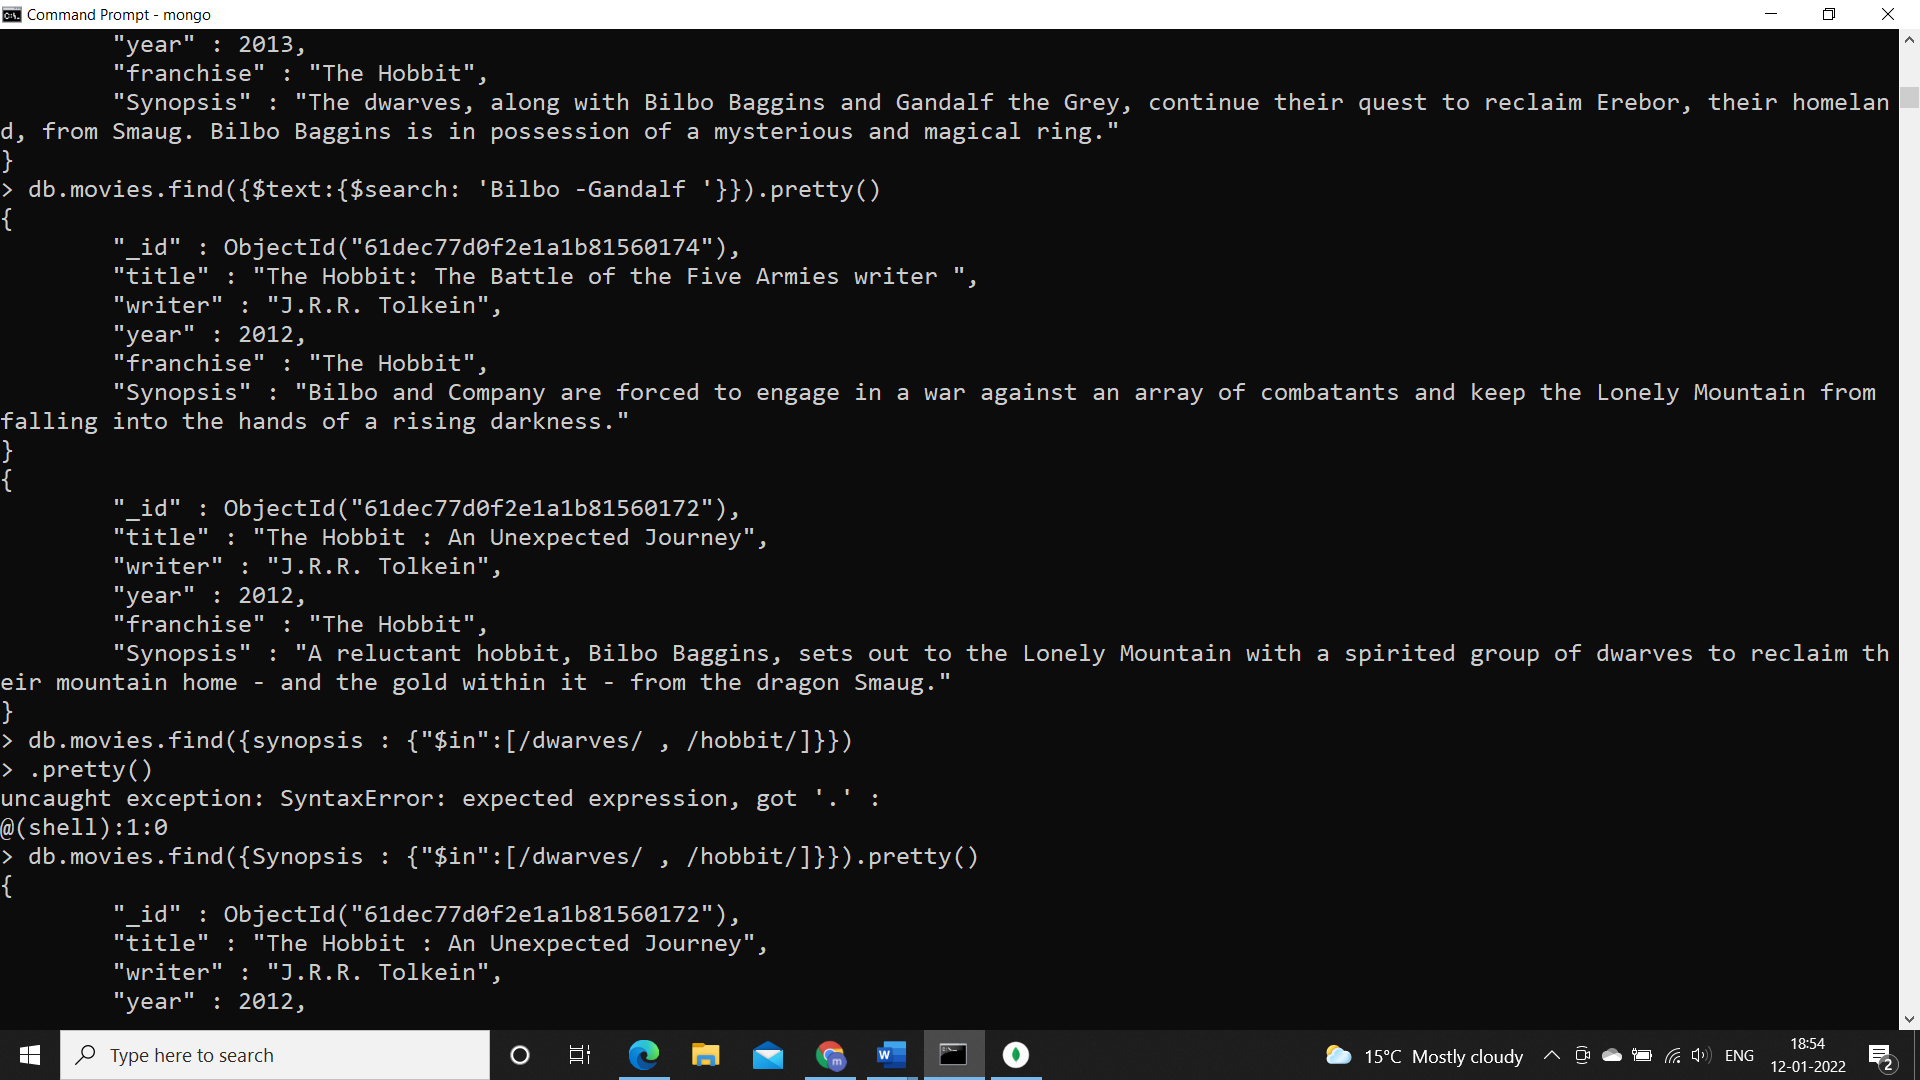 Command Prompt - mongo
"year" : 2013,
"franchise" : "The Hobbit",
"Synopsis" : "The dwarves, along with Bilbo Baggins and Gandalf the Grey, continue their quest to reclaim Erebor, their homelan
d, from Smaug. Bilbo Baggins is in possession of a mysterious and magical ring."
}
> db.movies.find({$text:{$search: 'Bilbo -Gandalf '}}).pretty()
{
"_id" : ObjectId("61dec77d0f2e1a1b81560174"),
"title" : "The Hobbit: The Battle of the Five Armies writer ",
"writer" : "J.R.R. Tolkein",
"year" : 2012,
"franchise" : "The Hobbit",
"Synopsis" : "Bilbo and Company are forced to engage in a war against an array of combatants and keep the Lonely Mountain from
falling into the hands of a rising darkness."
}
{
"_id" : ObjectId("61dec77d0f2e1a1b81560172"),
"title" : "The Hobbit : An Unexpected Journey",
"writer" : "J.R.R. Tolkein",
"year" : 2012,
"franchise" : "The Hobbit",
"Synopsis" : "A reluctant hobbit, Bilbo Baggins, sets out to the Lonely Mountain with a spirited group of dwarves to reclaim th
eir mountain home - and the gold within it - from the dragon Smaug."
}
> db.movies.find({synopsis : {"$in":[/dwarves/ , /hobbit/]}})
> .pretty()
uncaught exception: SyntaxError: expected expression, got '.' :
@(shell):1:0
> db.movies.find({Synopsis : {"$in":[/dwarves/ , /hobbit/]}}).pretty()
{
"_id" : ObjectId("61dec77d0f2e1a1b81560172"),
"title" : "The Hobbit : An Unexpected Journey",
"writer" : "J.R.R. Tolkein",
"year" : 2012,
Type here to search
15°C Mostly cloudy
ENG
18:54
12-01-2022
2